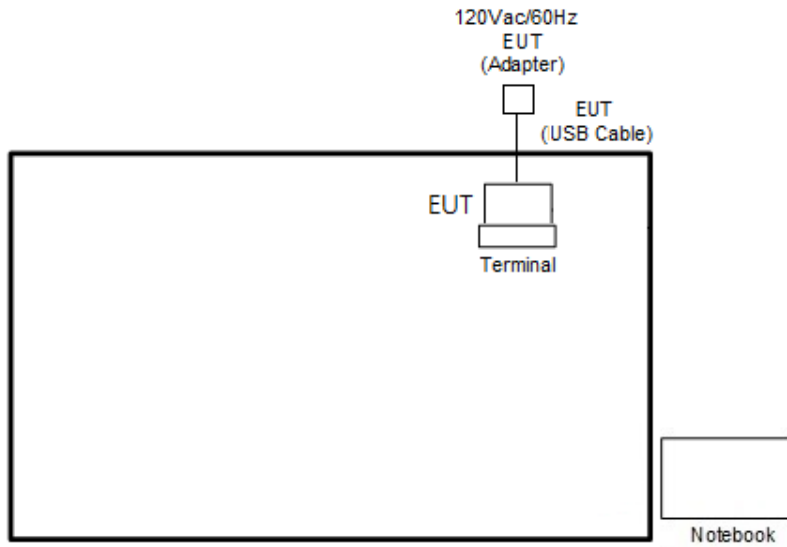 120Vac/60Hz
EUT
(Adapter)
EUT
(USB Cable)
EUT
Terminal
Notebook